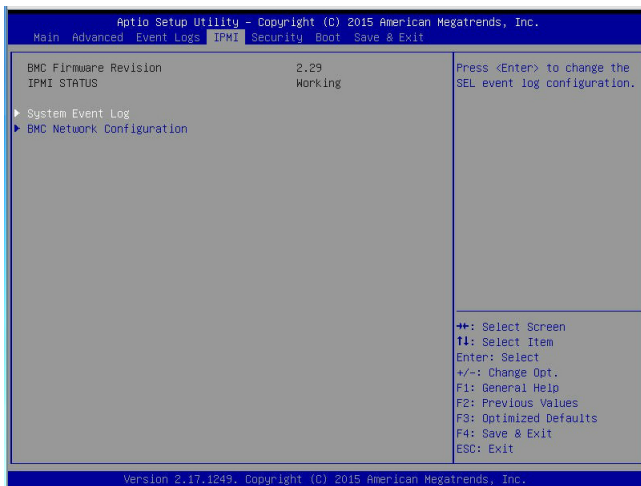 Aptio Setup Utility – Copyright (C) 2015 American Megatrends, Inc.
Main Advanced Event Logs IPMI Security Boot Save & Exit
BMC Firmware Revision 2.29
IPMI STATUS Working
System Event Log
BMC Network Configuration
Press <Enter> to change the
SEL event log configuration.
→←: Select Screen
↑↓: Select Item
Enter: Select
+/-: Change Opt.
F1: General Help
F2: Previous Values
F3: Optimized Defaults
F4: Save & Exit
ESC: Exit
Version 2.17.1249. Copyright (C) 2015 American Megatrends, Inc.